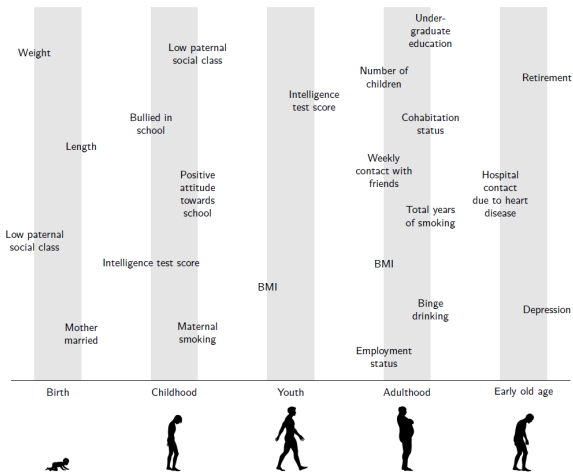 Weight
Length
Low paternal
social class
Mother
married
Low paternal
social class
Bullied in
school
Positive
attitude
towards
school
Intelligence test score
Maternal
smoking
Intelligence
test score
BMI
Under-
graduate
education
Number of
children
Cohabitation
status
Weekly
contact with
friends
Total years
of smoking
BMI
Binge
drinking
Employment
status
Retirement
Hospital
contact
due to heart
disease
Depression
Birth
Childhood
Youth
Adulthood
Early old age